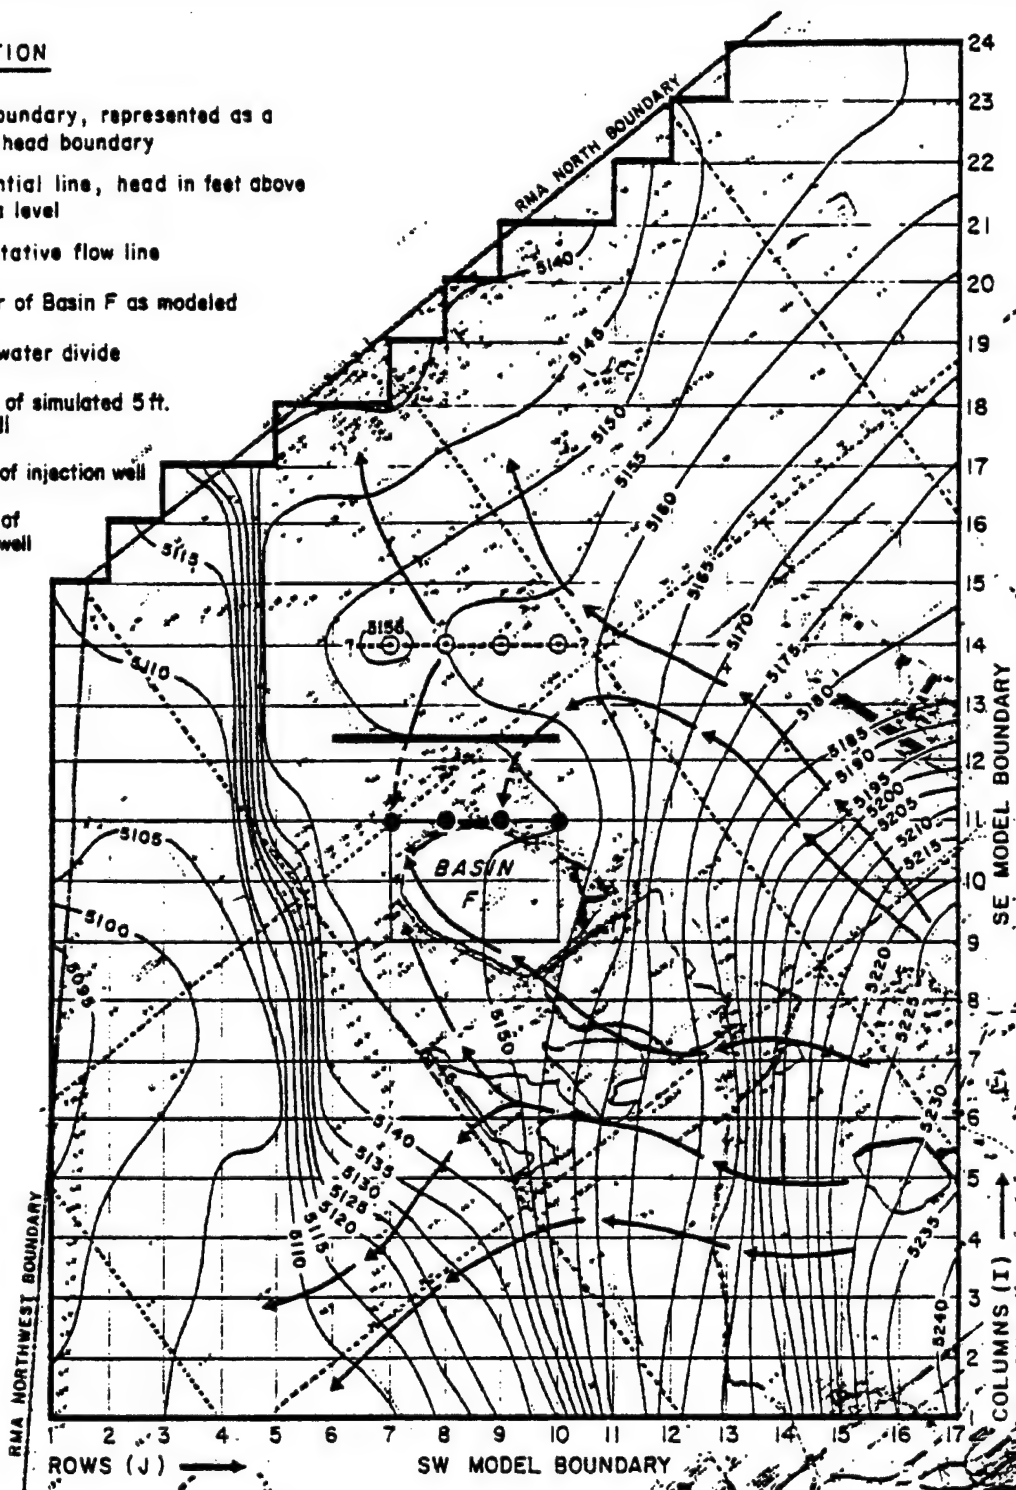 TION
oundary, represented as a
head boundary
ntial line, head in feet above
level
tative flow line
r of Basin F as modeled
water divide
of simulated 5 ft.
ll
of injection well
of
well
RMA NORTH BOUNDARY
24
23
22
21
20
19
18
17
16
15
14
13
12
11
10
9
8
7
6
5
4
3
2
1
5140
5145
5150
5155
5160
5165
5170
5175
5180
5185
5190
5195
5200
5205
5210
5215
5220
5225
5230
5235
5240
5115
5110
? 5155 ?
5105
5100
5095
BASIN
F
5150
5140
5135
5130
5125
5120
5115
5110
SE MODEL BOUNDARY
COLUMNS (I)
RMA NORTHWEST BOUNDARY
1 2 3 4 5 6 7 8 9 10 11 12 13 14 15 16 17
ROWS (J)
SW MODEL BOUNDARY